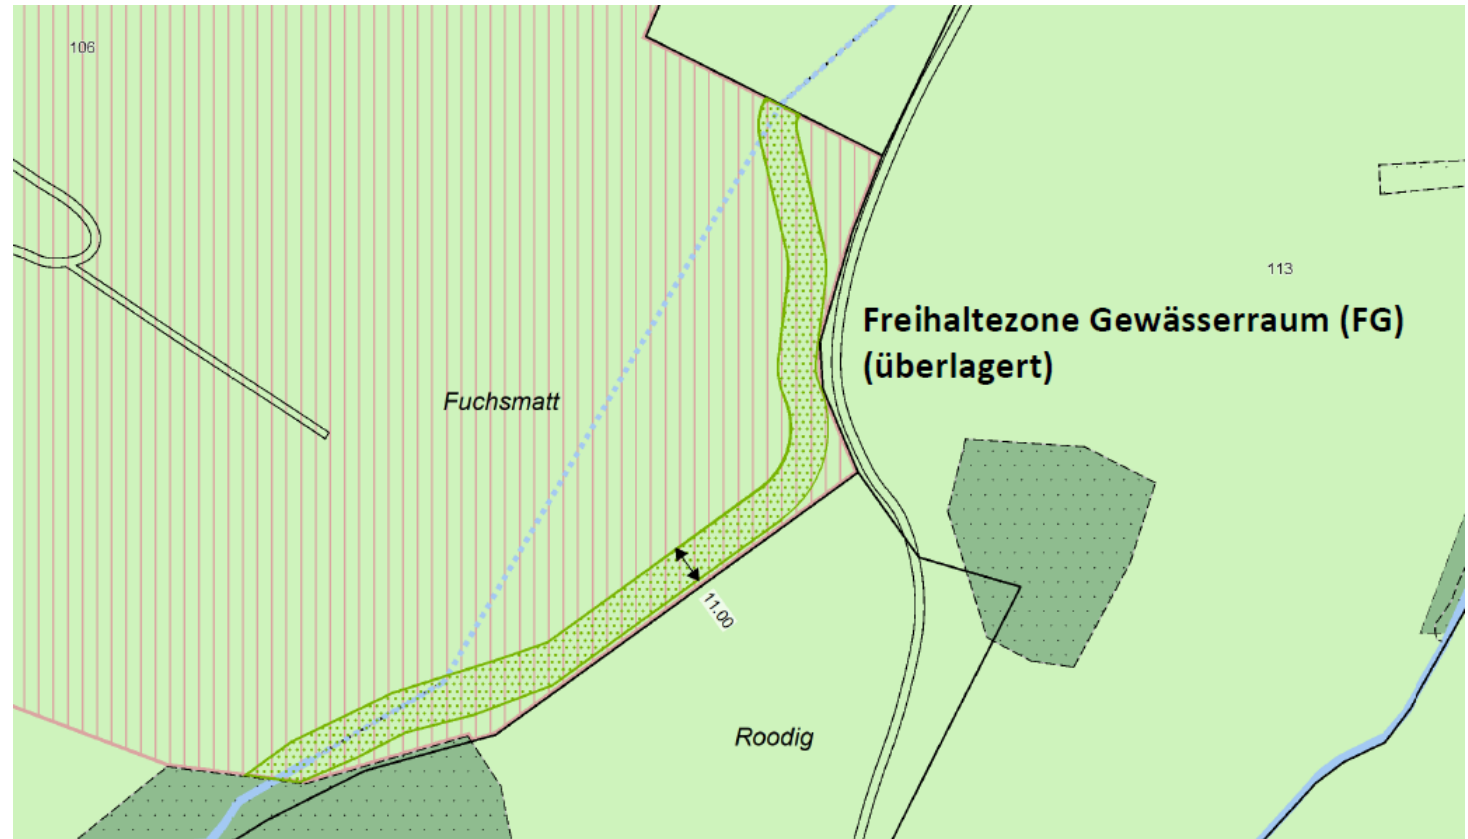 106
113
Freihaltezone Gewässerraum (FG)
(überlagert)
Fuchsmatt
11.00
Roodig